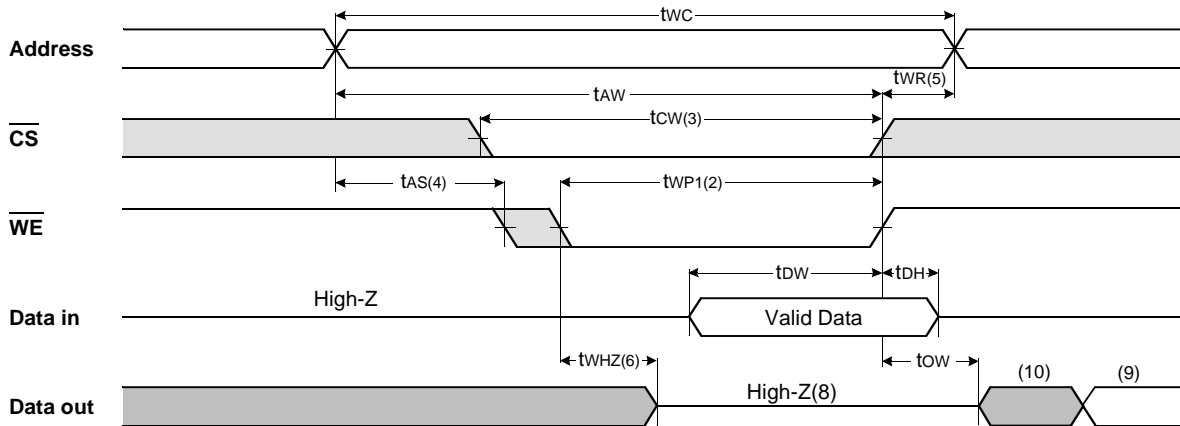 tWC
Address
tWR(5)
tAW
tCW(3)
CS
tAS(4)
tWP1(2)
WE
tDW
tDH
High-Z
Data in
Valid Data
tWHZ(6)
tOW
(10)
(9)
High-Z(8)
Data out